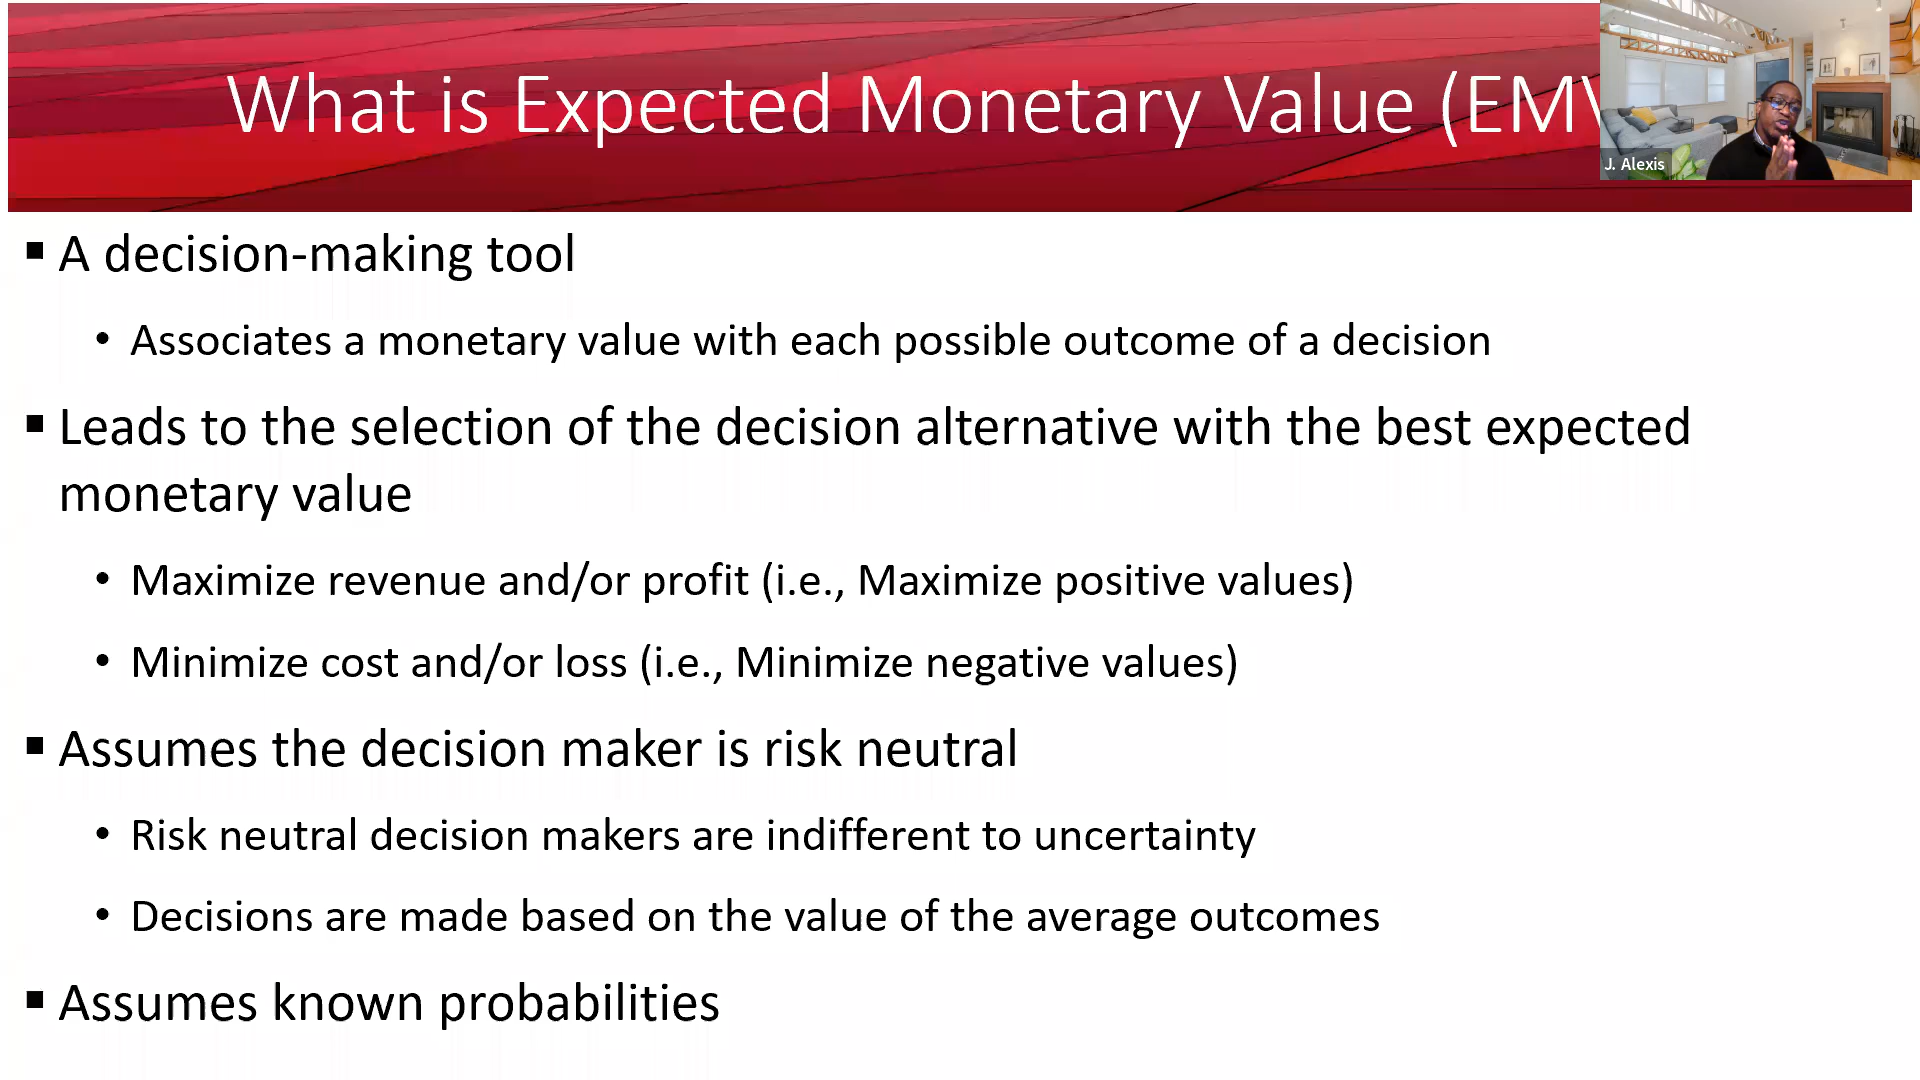 What is Expected Monetary Value (EMV
J. Alexis
▪ A decision-making tool
• Associates a monetary value with each possible outcome of a decision
▪ Leads to the selection of the decision alternative with the best expected
monetary value
• Maximize revenue and/or profit (i.e., Maximize positive values)
• Minimize cost and/or loss (i.e., Minimize negative values)
▪ Assumes the decision maker is risk neutral
• Risk neutral decision makers are indifferent to uncertainty
• Decisions are made based on the value of the average outcomes
▪ Assumes known probabilities